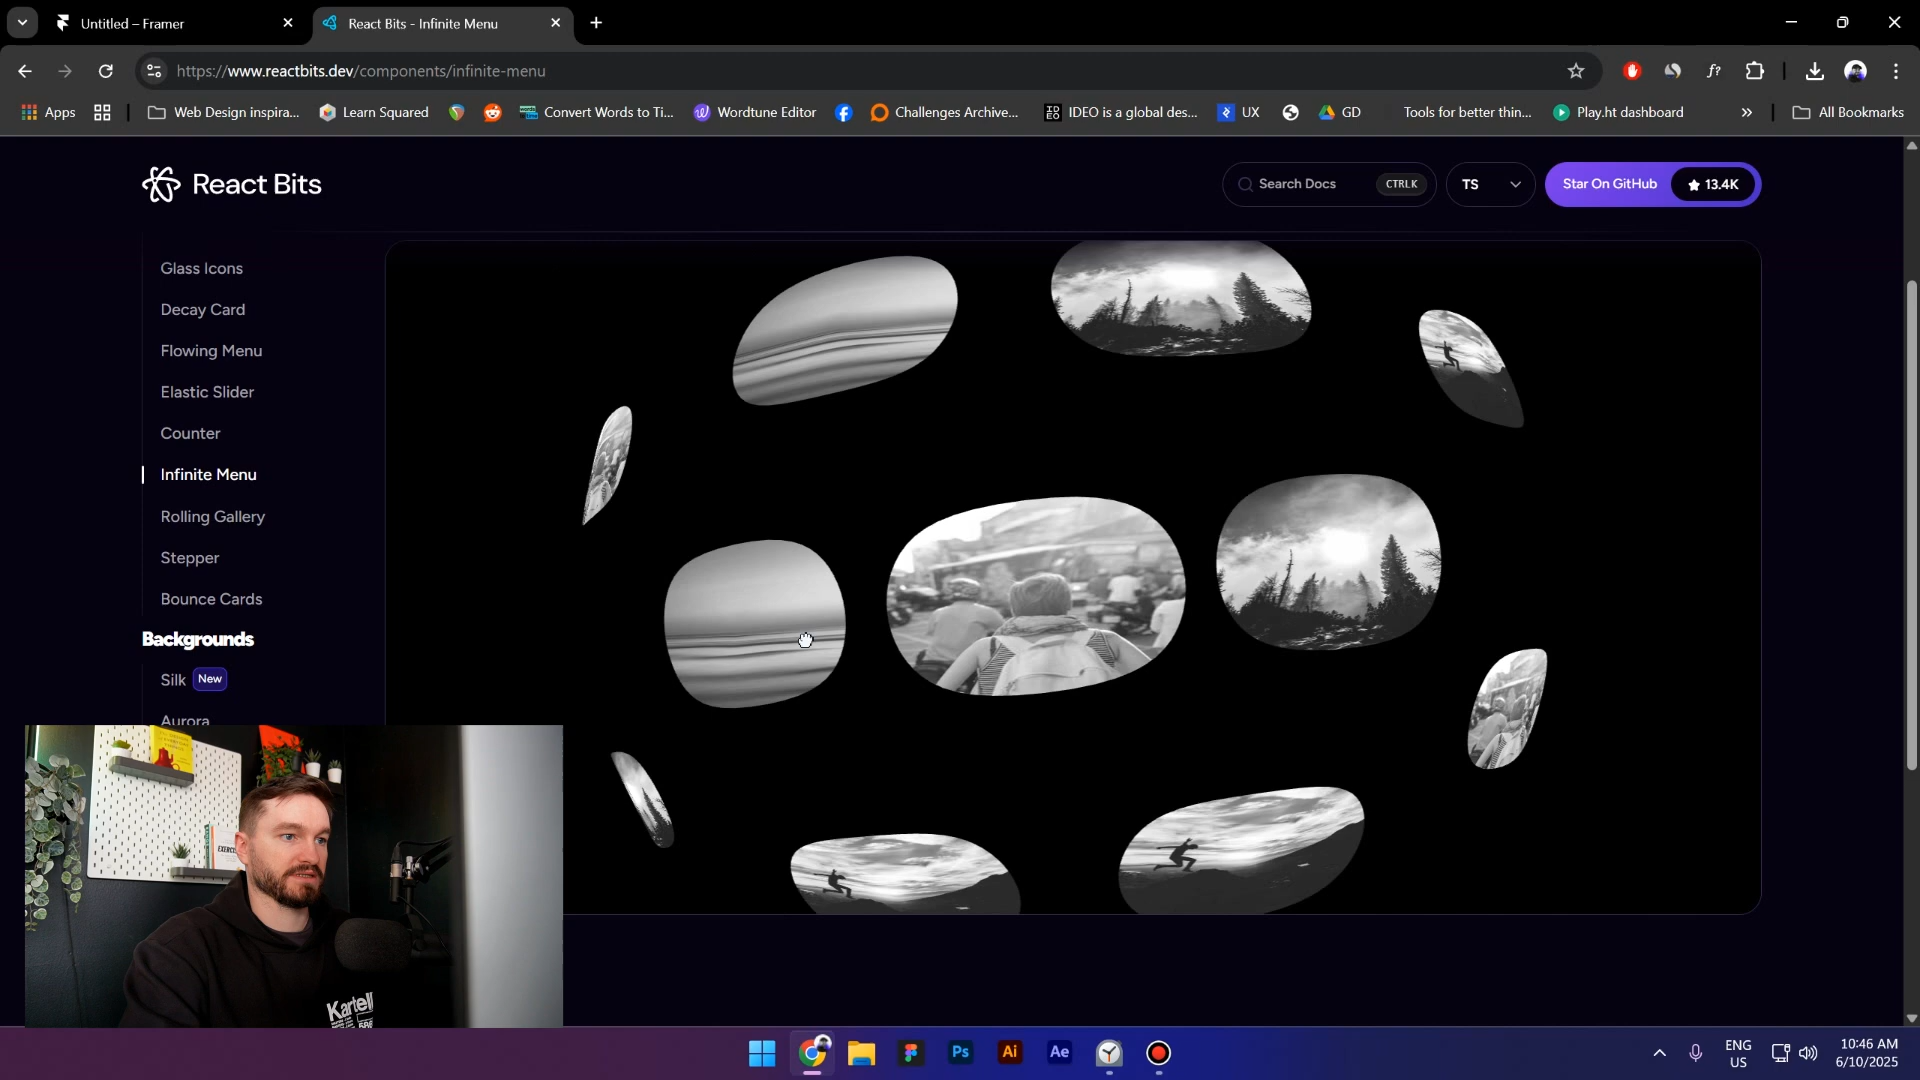 Untitled – Framer
React Bits - Infinite Menu
https://www.reactbits.dev/components/infinite-menu
f?
Apps
Web Design inspira...
Learn Squared
Convert Words to Ti...
Wordtune Editor
Challenges Archive...
IDEO is a global des...
UX
GD
Tools for better thin...
Play.ht dashboard
»
All Bookmarks
React Bits
Search Docs
CTRLK
TS
Star On GitHub
13.4K
Glass Icons
Decay Card
Flowing Menu
Elastic Slider
Counter
Infinite Menu
Rolling Gallery
Stepper
Bounce Cards
Backgrounds
Silk
New
Aurora
Kartell
Ps
Ai
Ae
ENG
US
10:46 AM
6/10/2025